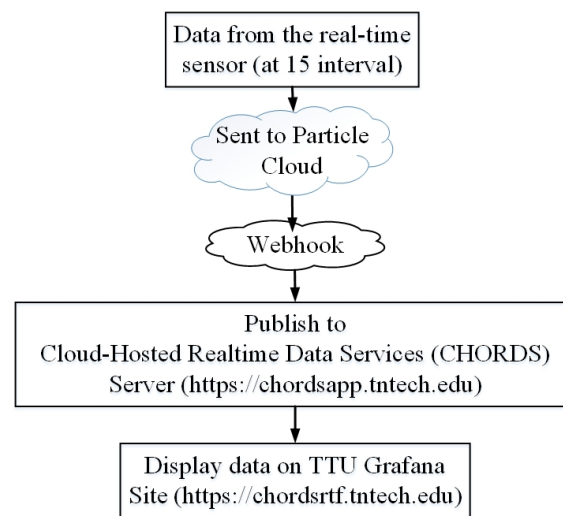 Data from the real-time
sensor (at 15 interval)
Sent to Particle
Cloud
Webhook
Publish to
Cloud-Hosted Realtime Data Services (CHORDS)
Server (https://chordsapp.tntech.edu)
Display data on TTU Grafana
Site (https://chordsrtf.tntech.edu)